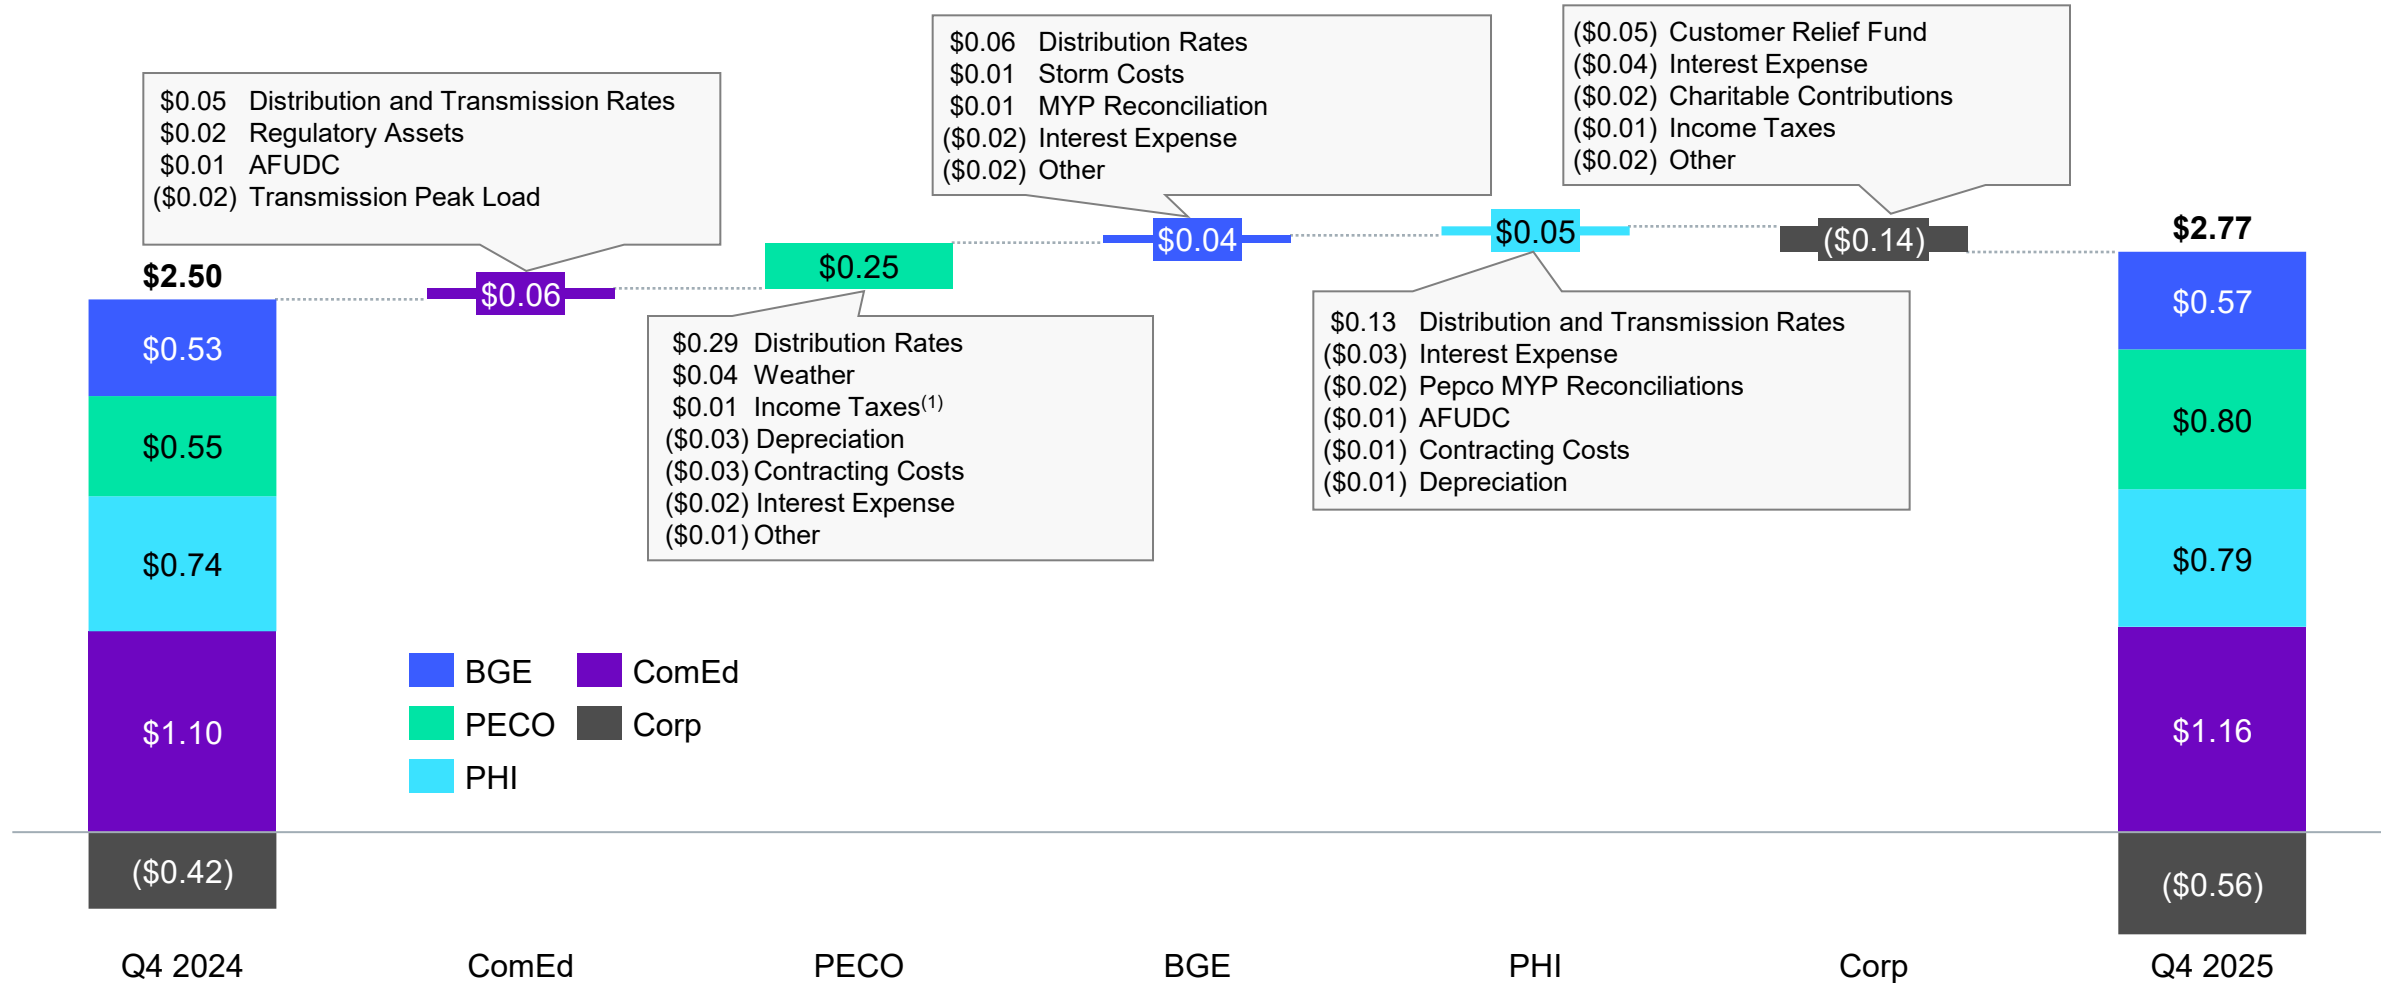 $0.05 Distribution and Transmission Rates
$0.02 Regulatory Assets
$0.01 AFUDC
($0.02) Transmission Peak Load
$0.06 Distribution Rates
$0.01 Storm Costs
$0.01 MYP Reconciliation
($0.02) Interest Expense
($0.02) Other
($0.05) Customer Relief Fund
($0.04) Interest Expense
($0.02) Charitable Contributions
($0.01) Income Taxes
($0.02) Other
$2.50
$0.06
$0.25
$0.04
$0.05
($0.14)
$2.77
$0.29 Distribution Rates
$0.04 Weather
$0.01 Income Taxes(1)
($0.03) Depreciation
($0.03) Contracting Costs
($0.02) Interest Expense
($0.01) Other
$0.13 Distribution and Transmission Rates
($0.03) Interest Expense
($0.02) Pepco MYP Reconciliations
($0.01) AFUDC
($0.01) Contracting Costs
($0.01) Depreciation
$0.53
$0.55
$0.74
$1.10
($0.42)
BGE
ComEd
PECO
Corp
PHI
$0.57
$0.80
$0.79
$1.16
($0.56)
Q4 2024
ComEd
PECO
BGE
PHI
Corp
Q4 2025